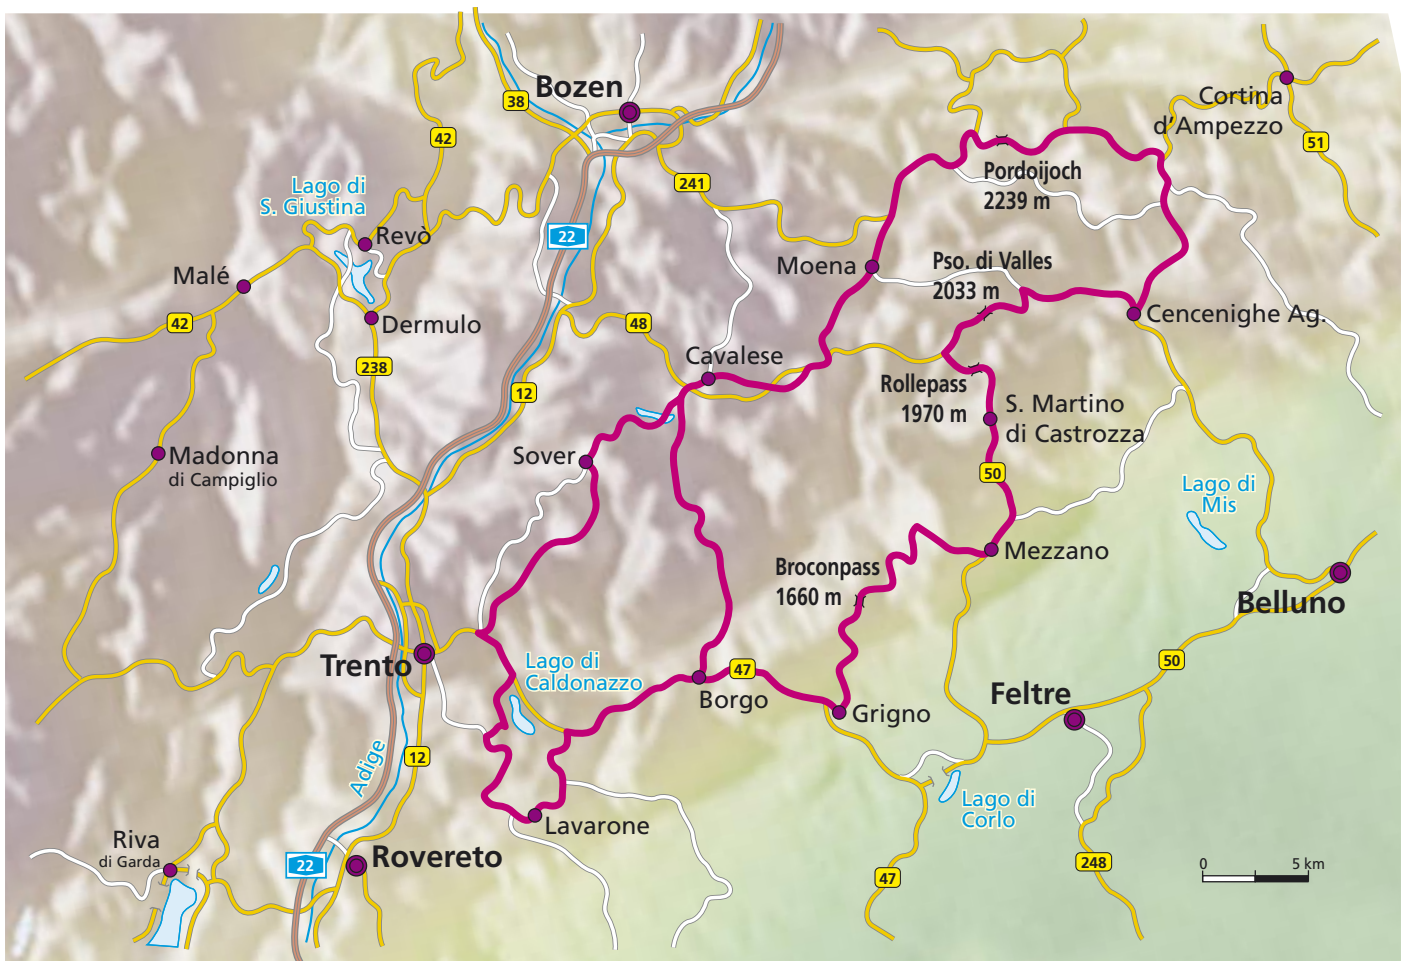 Bozen
38
42
Cortina
d'Ampezzo
51
Pordoijoch
2239 m
241
Lago di
S. Giustina
Revò
22
Moena
Pso. di Valles
2033 m
Malé
42
Dermulo
48
Cencenighe Ag.
238
12
Cavalese
Rollepass
1970 m
S. Martino
di Castrozza
Madonna
di Campiglio
Sover
50
Lago di
Mis
Mezzano
Broconpass
1660 m
Belluno
Trento
Lago di
Caldonazzo
47
Borgo
50
Feltre
Grigno
Adige
12
Lago di
Corlo
Lavarone
Riva
di Garda
22
Rovereto
47
248
0 5 km